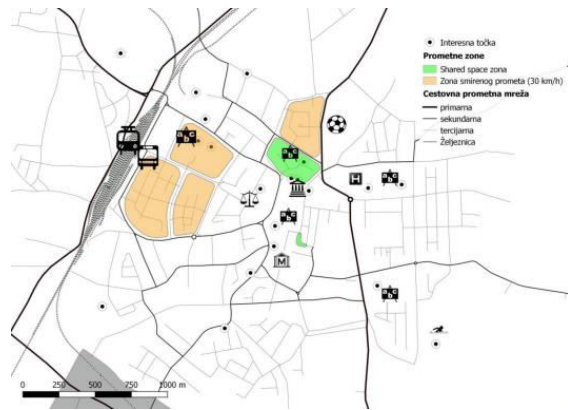 Interesna točka
Prometne zone
Shared space zona
Zona smirenog prometa (30 km/h)
Cestovna prometna mreža
primarna
sekundarna
tercijarna
Željeznica
a b c
a b c
H
a b c
a b c
M
a b c
0 250 500 750 1000 m